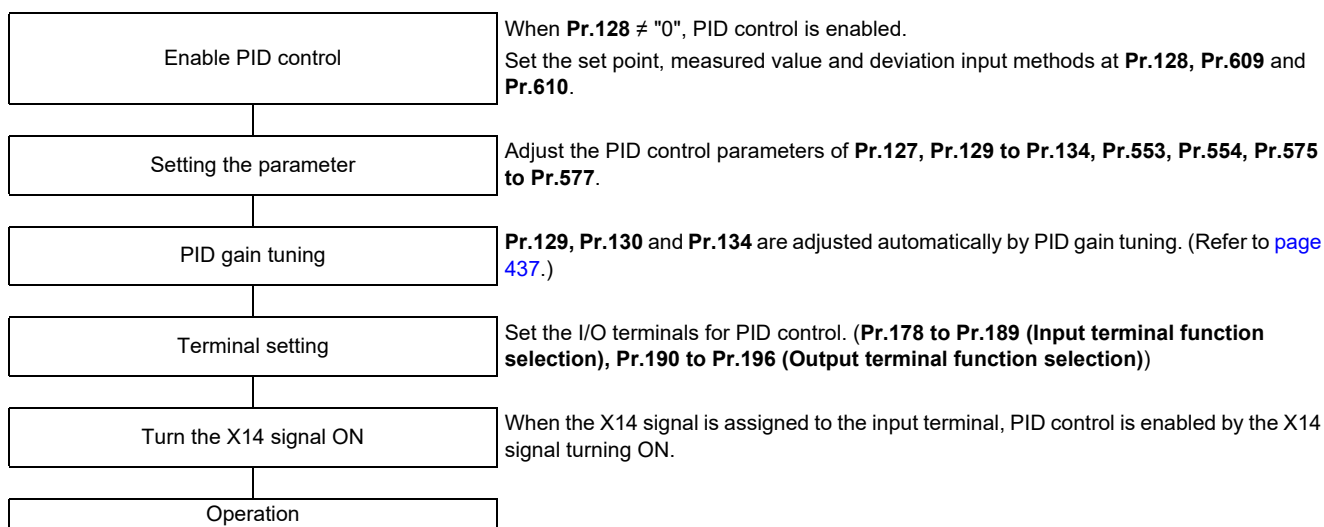 Enable PID control
When Pr.128 ≠ "0", PID control is enabled.
Set the set point, measured value and deviation input methods at Pr.128, Pr.609 and
Pr.610.
Setting the parameter
Adjust the PID control parameters of Pr.127, Pr.129 to Pr.134, Pr.553, Pr.554, Pr.575
to Pr.577.
PID gain tuning
Pr.129, Pr.130 and Pr.134 are adjusted automatically by PID gain tuning. (Refer to page
437.)
Terminal setting
Set the I/O terminals for PID control. (Pr.178 to Pr.189 (Input terminal function
selection), Pr.190 to Pr.196 (Output terminal function selection))
Turn the X14 signal ON
When the X14 signal is assigned to the input terminal, PID control is enabled by the X14
signal turning ON.
Operation